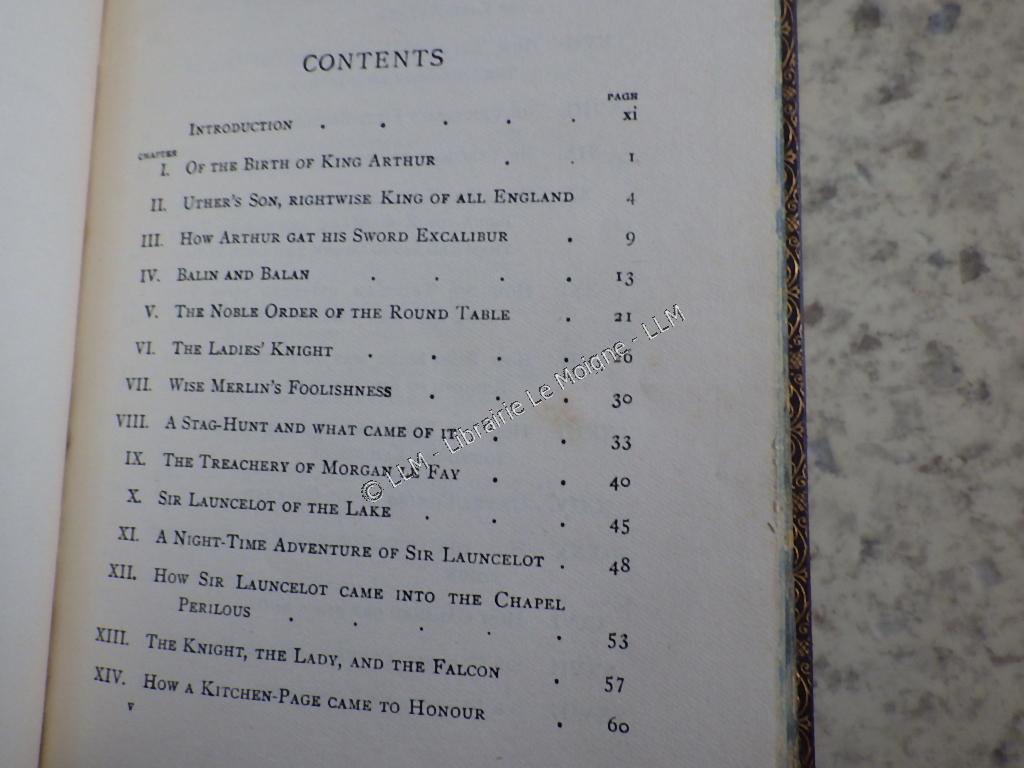 CONTENTS
PAGE
INTRODUCTION . . . . . xi
CHAPTER
I. OF THE BIRTH OF KING ARTHUR . . 1
II. UTHER'S SON, RIGHTWISE KING OF ALL ENGLAND 4
III. HOW ARTHUR GAT HIS SWORD EXCALIBUR . 9
IV. BALIN AND BALAN . . . . 13
V. THE NOBLE ORDER OF THE ROUND TABLE . 21
VI. THE LADIES' KNIGHT . . . . 26
VII. WISE MERLIN'S FOOLISHNESS . . . 30
VIII. A STAG-HUNT AND WHAT CAME OF IT . . 33
IX. THE TREACHERY OF MORGAN LE FAY . . 40
X. SIR LAUNCELOT OF THE LAKE . . . 45
XI. A NIGHT-TIME ADVENTURE OF SIR LAUNCELOT . 48
XII. HOW SIR LAUNCELOT CAME INTO THE CHAPEL
PERILOUS . . . . . 53
XIII. THE KNIGHT, THE LADY, AND THE FALCON . 57
XIV. HOW A KITCHEN-PAGE CAME TO HONOUR . 60
v
© LLM - Librairie Le Moigne - LLM